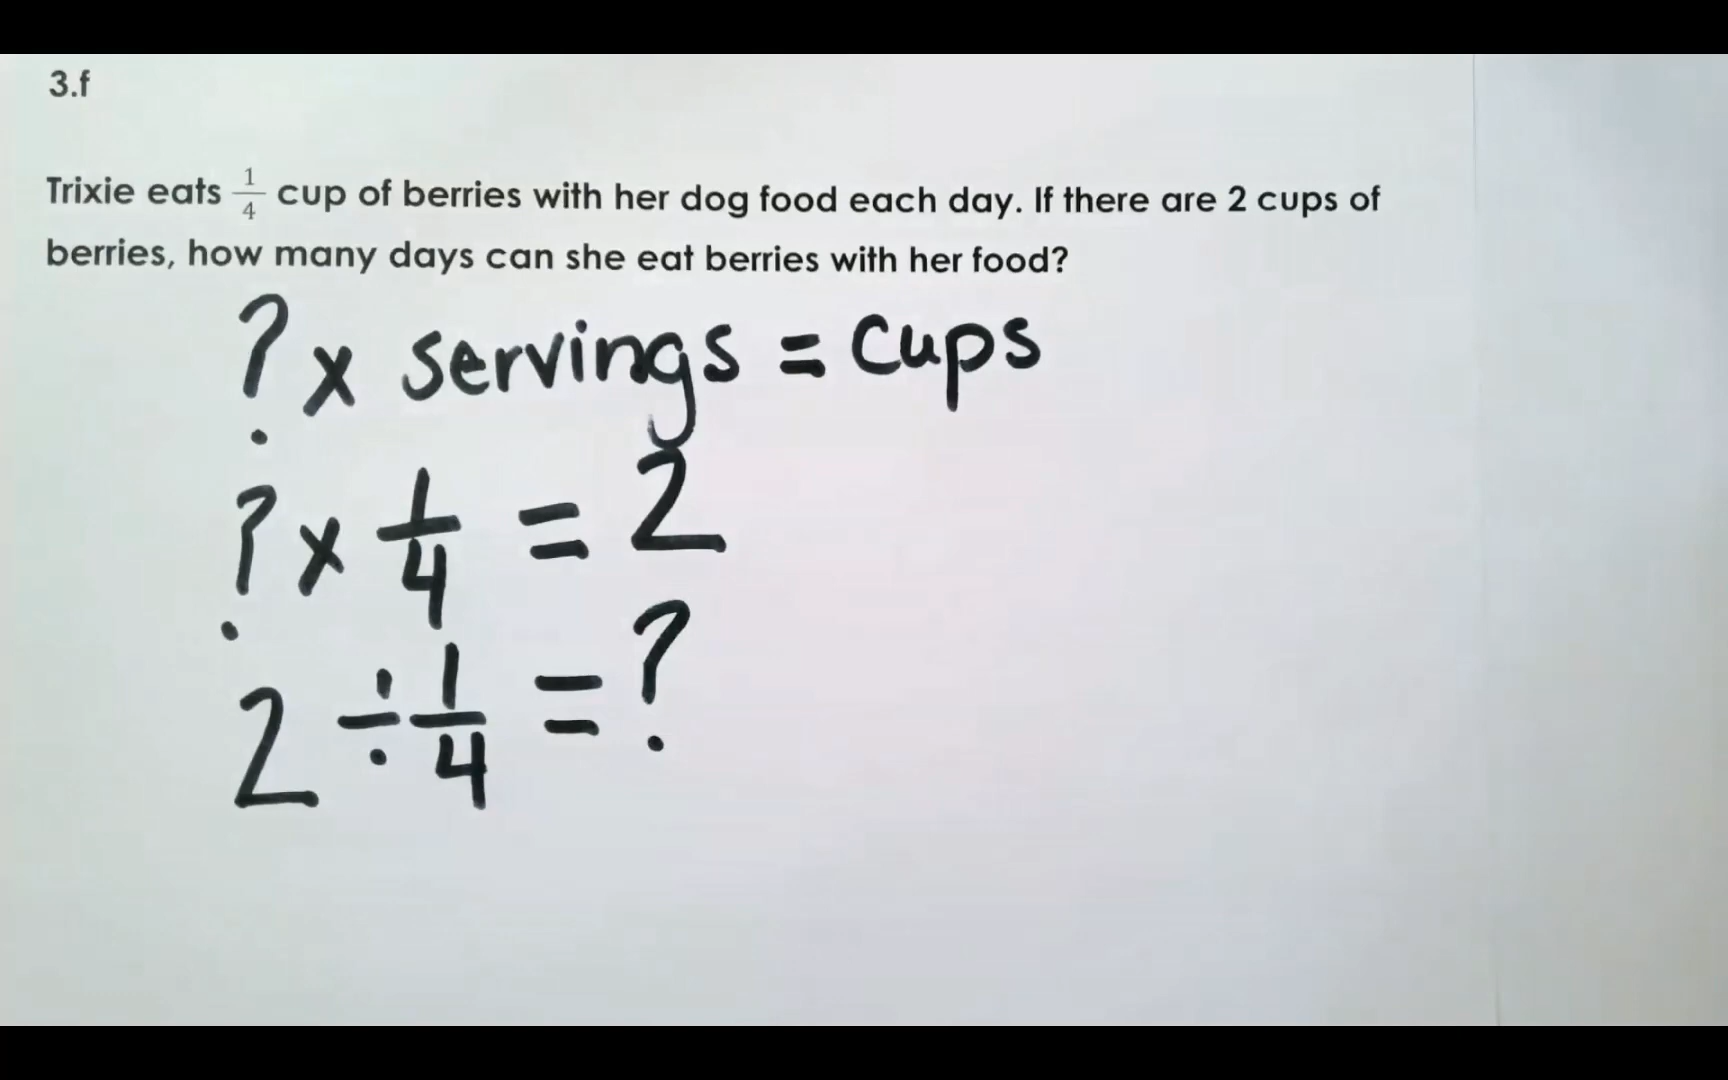 3.f
Trixie eats 1/4 cup of berries with her dog food each day. If there are 2 cups of
berries, how many days can she eat berries with her food?
? x servings = cups
? x 1/4 = 2
2 ÷ 1/4 = ?